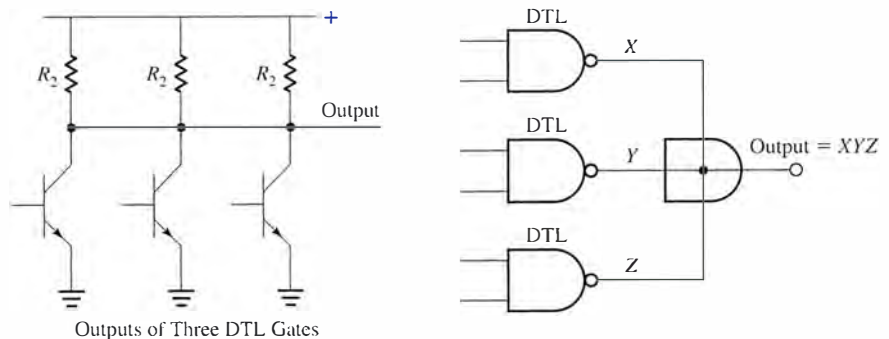 +
R2
R2
R2
Output
Outputs of Three DTL Gates
DTL
X
DTL
Y
Output = XYZ
DTL
Z